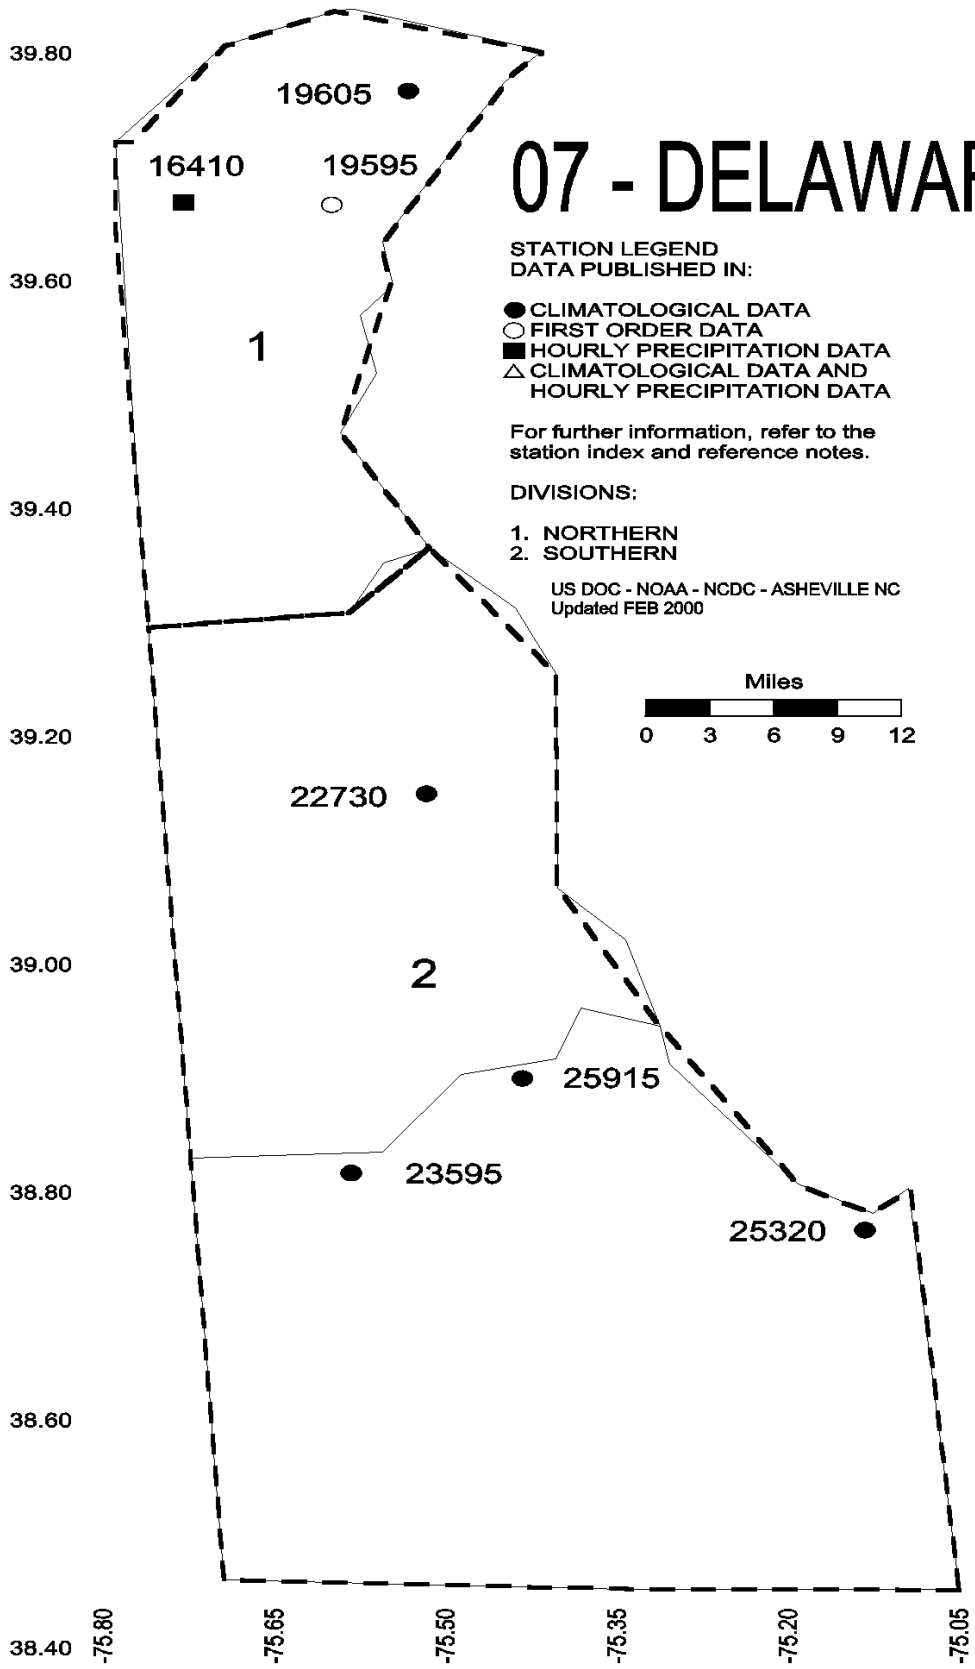 39.80
19605
16410
19595
07 - DELAWAR
STATION LEGEND
DATA PUBLISHED IN:
CLIMATOLOGICAL DATA
FIRST ORDER DATA
HOURLY PRECIPITATION DATA
CLIMATOLOGICAL DATA AND
HOURLY PRECIPITATION DATA
39.60
1
For further information, refer to the
station index and reference notes.
39.40
DIVISIONS:
1. NORTHERN
2. SOUTHERN
US DOC - NOAA - NCDC - ASHEVILLE NC
Updated FEB 2000
Miles
0 3 6 9 12
39.20
22730
39.00
2
25915
23595
38.80
25320
38.60
38.40
-75.80
-75.65
-75.50
-75.35
-75.20
-75.05